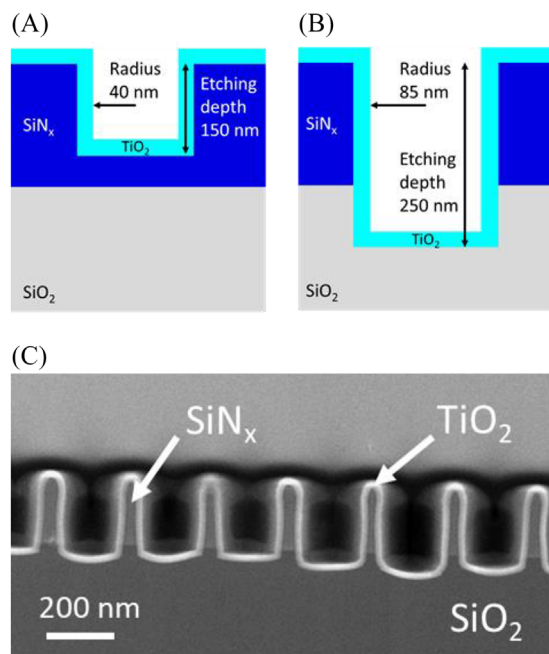 (A)
Radius
40 nm
Etching
depth
150 nm
SiNₓ
TiO₂
SiO₂
(B)
Radius
85 nm
Etching
depth
250 nm
TiO₂
SiO₂
(C)
SiNₓ
TiO₂
200 nm
SiO₂